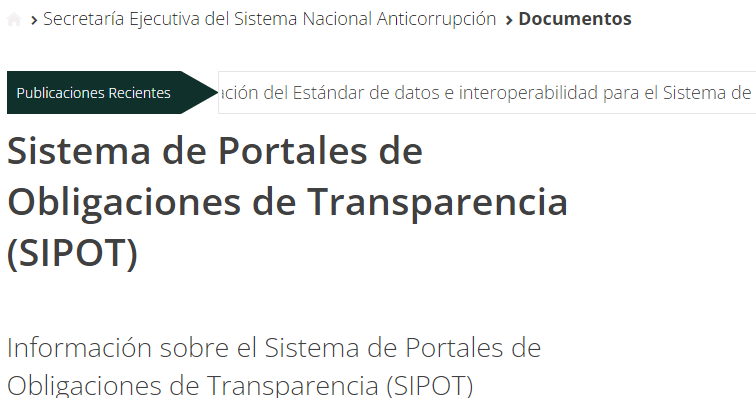 Secretaría Ejecutiva del Sistema Nacional Anticorrupción › Documentos
Publicaciones Recientes
ción del Estándar de datos e interoperabilidad para el Sistema de
Sistema de Portales de
Obligaciones de Transparencia
(SIPOT)
Información sobre el Sistema de Portales de
Obligaciones de Transparencia (SIPOT)